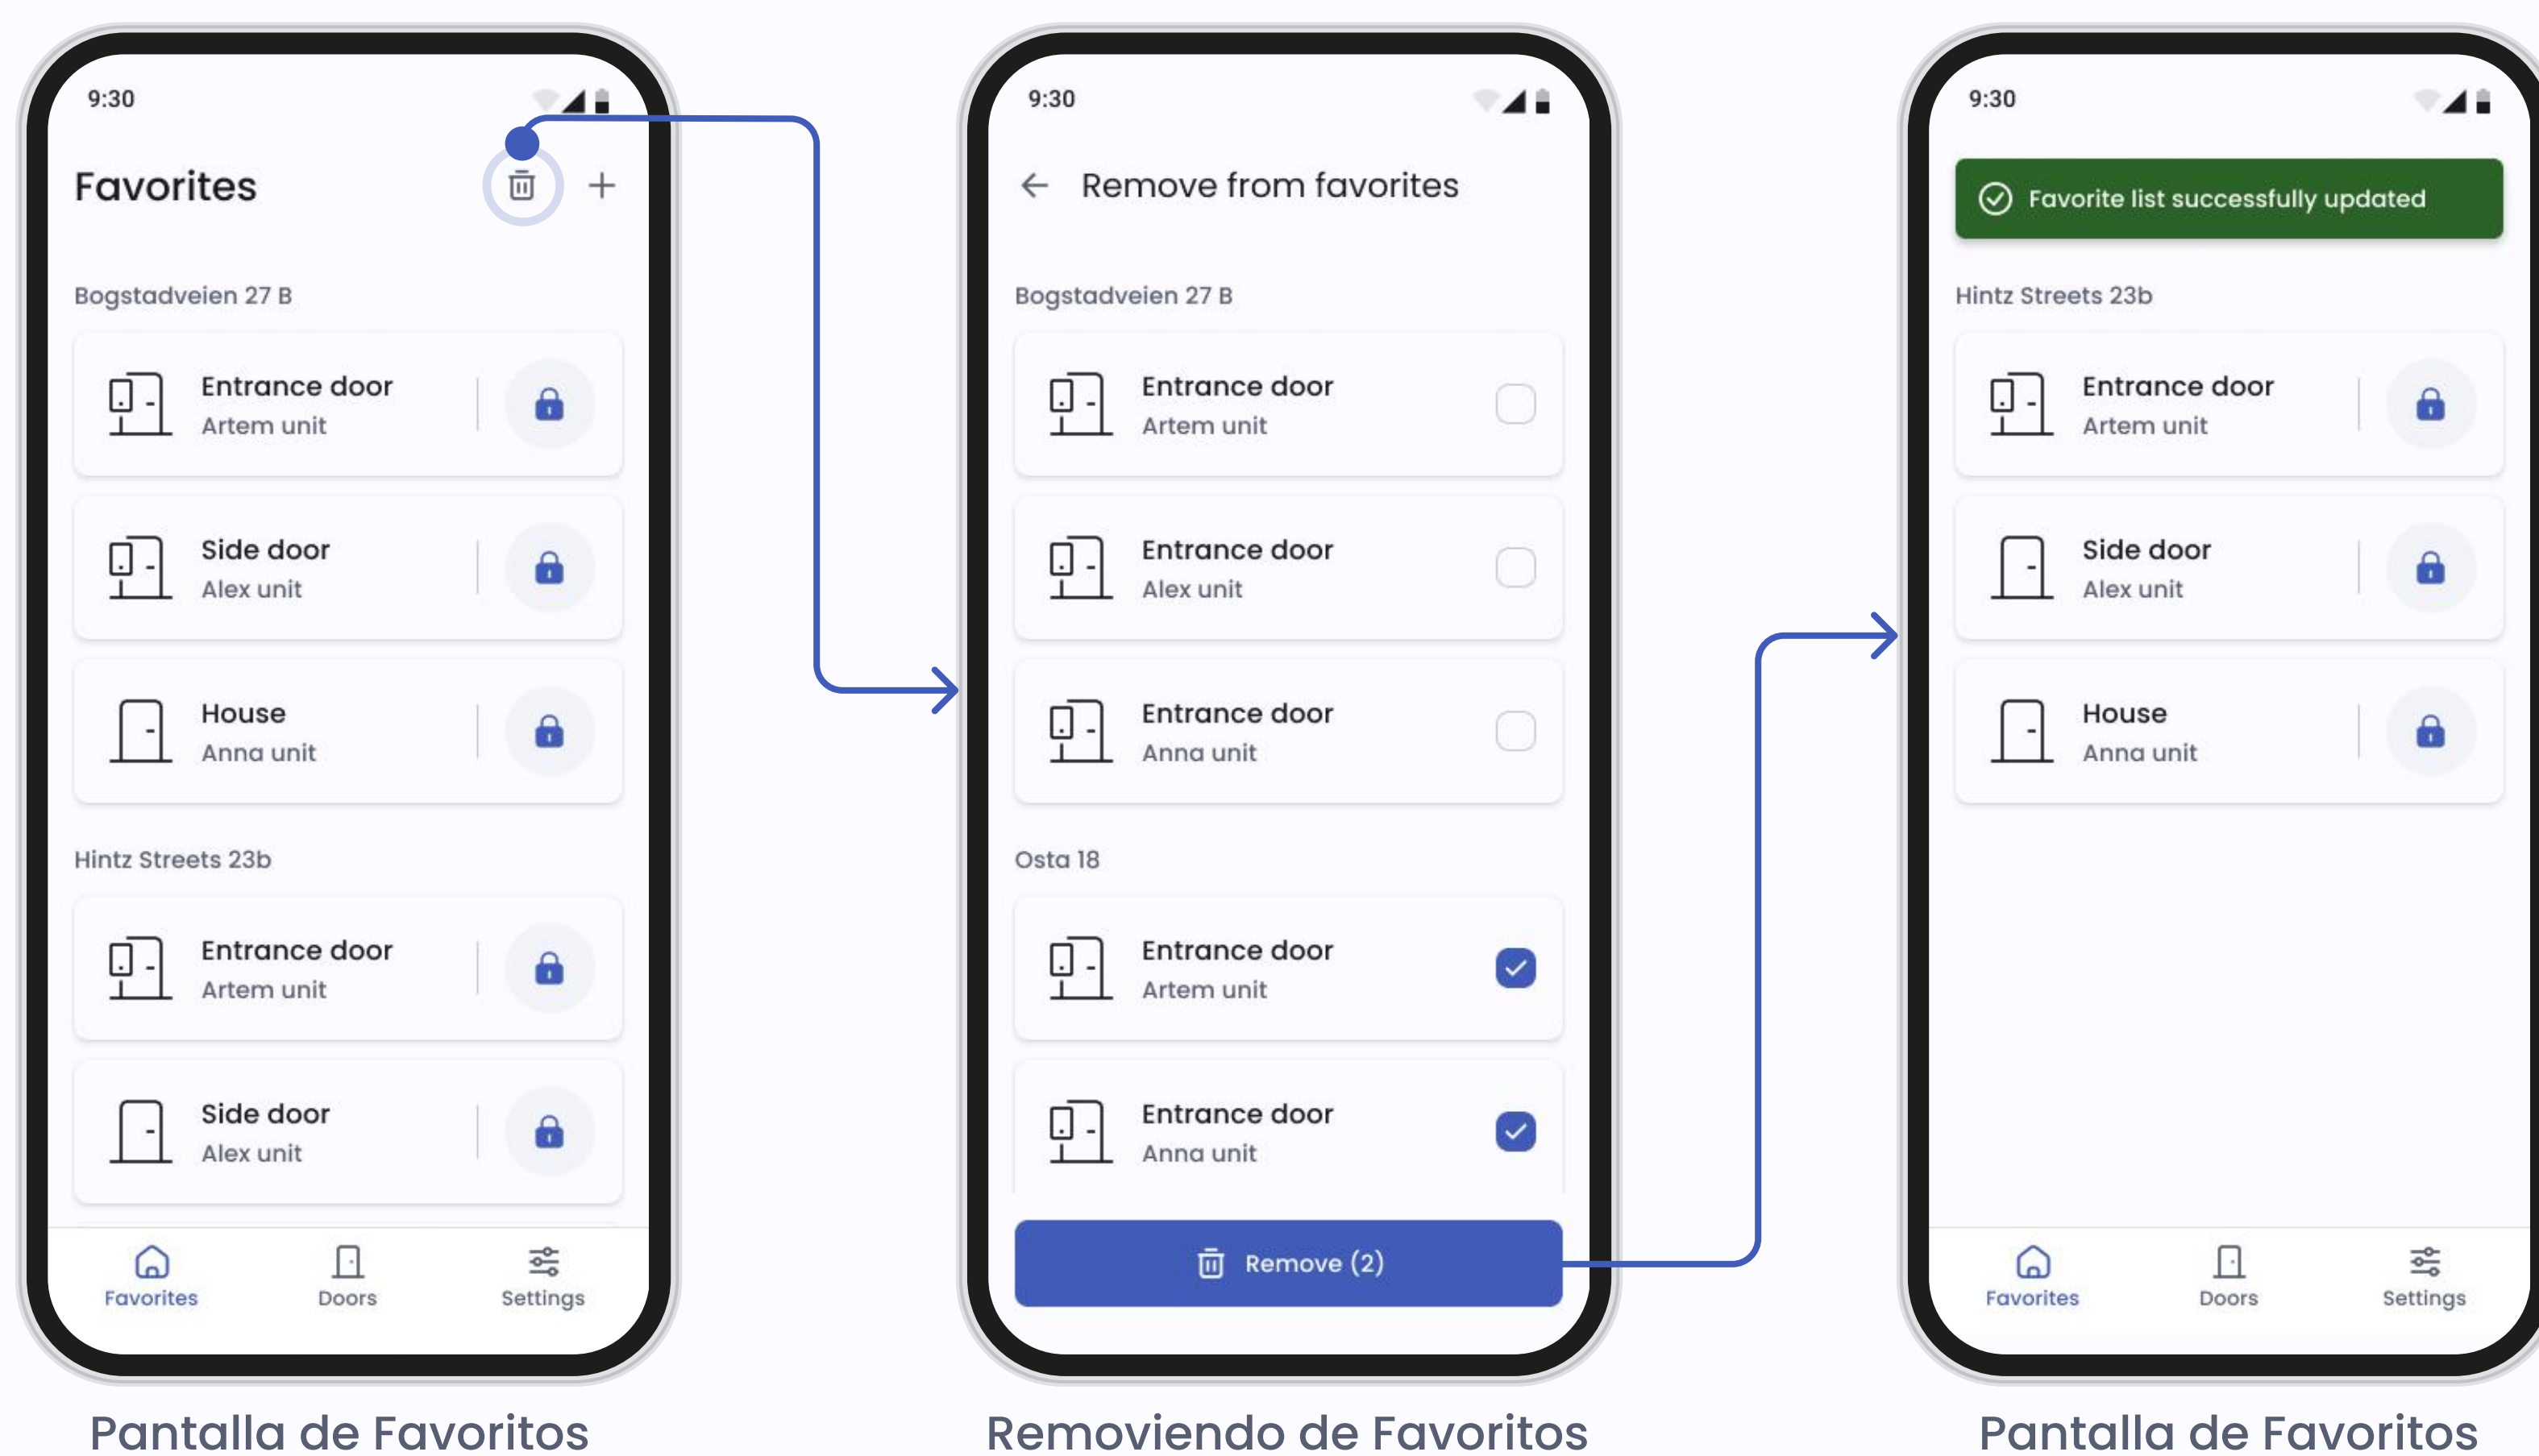 9:30
Favorites
Bogstadveien 27 B
Entrance door
Artem unit
Side door
Alex unit
House
Anna unit
Hintz Streets 23b
Entrance door
Artem unit
Side door
Alex unit
Favorites
Doors
Settings
Pantalla de Favoritos
9:30
Remove from favorites
Bogstadveien 27 B
Entrance door
Artem unit
Entrance door
Alex unit
Entrance door
Anna unit
Osta 18
Entrance door
Artem unit
Entrance door
Anna unit
Remove (2)
Removiendo de Favoritos
9:30
Favorite list successfully updated
Hintz Streets 23b
Entrance door
Artem unit
Side door
Alex unit
House
Anna unit
Favorites
Doors
Settings
Pantalla de Favoritos